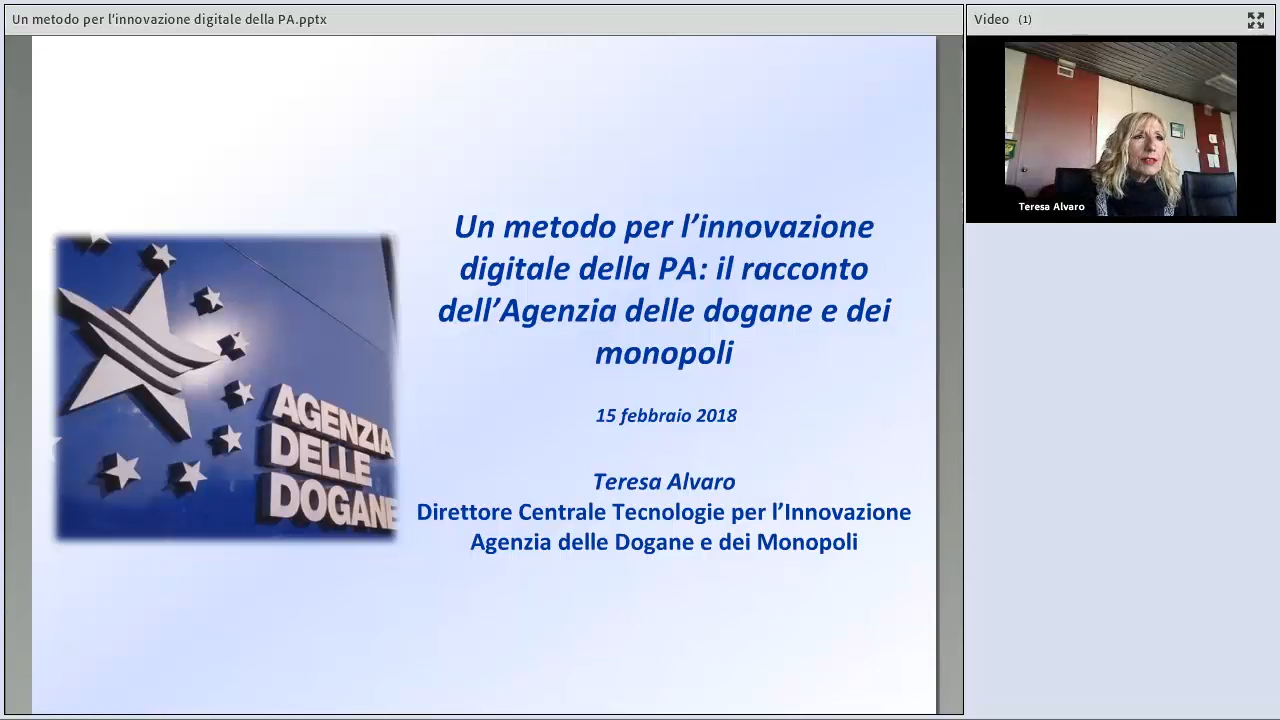 Un metodo per l'innovazione digitale della PA.pptx
Video (1)
Teresa Alvaro
Un metodo per l’innovazione
digitale della PA: il racconto
dell’Agenzia delle dogane e dei
monopoli
15 febbraio 2018
AGENZIA
DELLE
DOGANE
Teresa Alvaro
Direttore Centrale Tecnologie per l’Innovazione
Agenzia delle Dogane e dei Monopoli